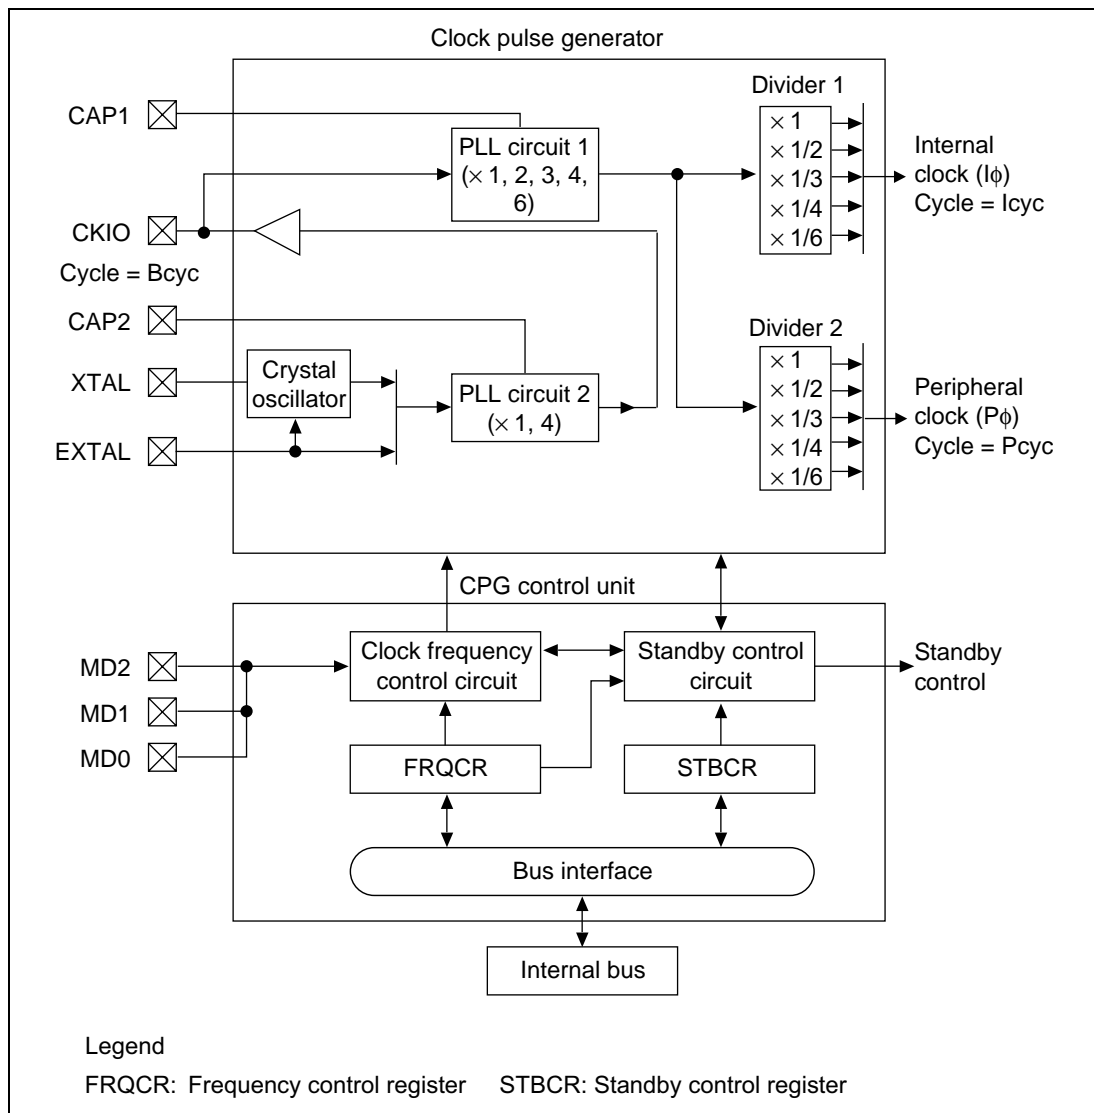 Clock pulse generator
CAP1
CKIO
Cycle = Bcyc
CAP2
XTAL
EXTAL
PLL circuit 1
(× 1, 2, 3, 4,
6)
Crystal
oscillator
PLL circuit 2
(× 1, 4)
Divider 1
× 1
× 1/2
× 1/3
× 1/4
× 1/6
Internal
clock (Iϕ)
Cycle = Icyc
Divider 2
× 1
× 1/2
× 1/3
× 1/4
× 1/6
Peripheral
clock (Pϕ)
Cycle = Pcyc
CPG control unit
MD2
MD1
MD0
Clock frequency
control circuit
Standby control
circuit
Standby
control
FRQCR
STBCR
Bus interface
Internal bus
Legend
FRQCR: Frequency control register STBCR: Standby control register